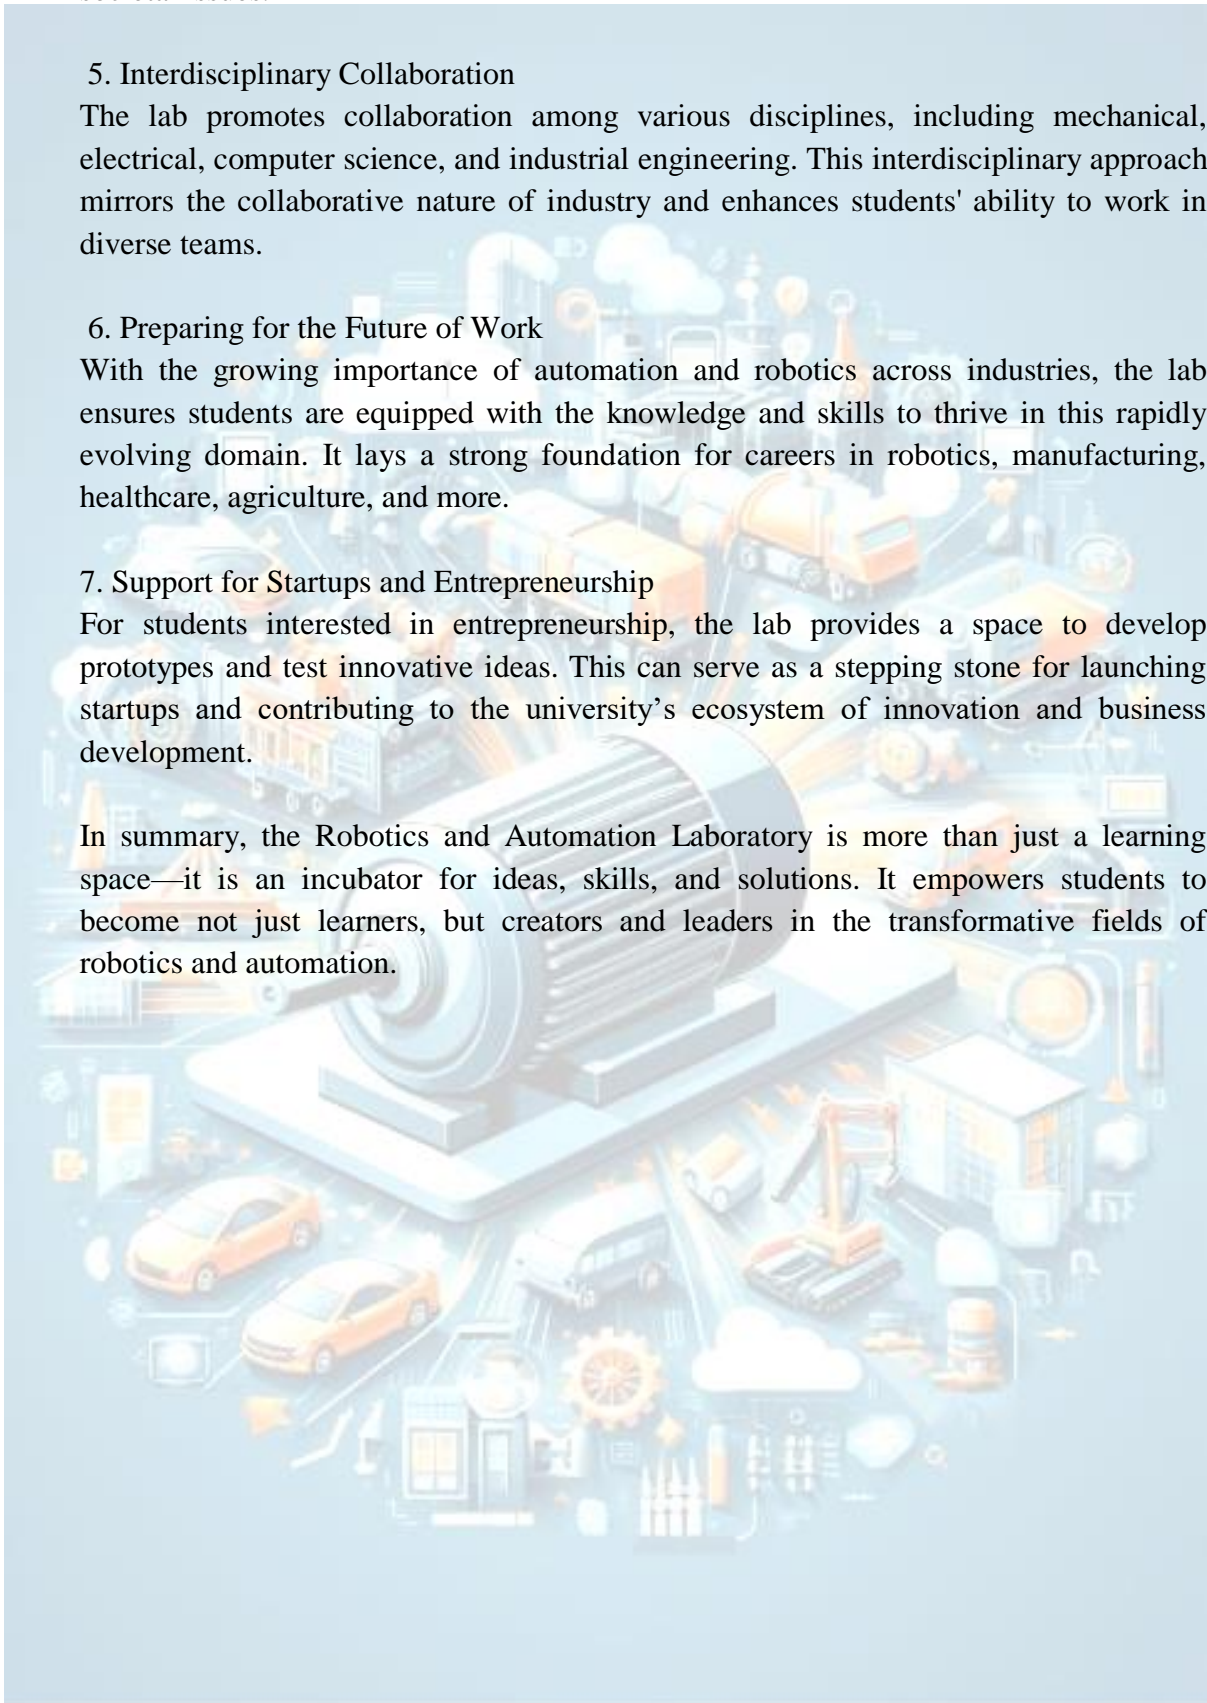 5. Interdisciplinary Collaboration
The lab promotes collaboration among various disciplines, including mechanical,
electrical, computer science, and industrial engineering. This interdisciplinary approach
mirrors the collaborative nature of industry and enhances students' ability to work in
diverse teams.
6. Preparing for the Future of Work
With the growing importance of automation and robotics across industries, the lab
ensures students are equipped with the knowledge and skills to thrive in this rapidly
evolving domain. It lays a strong foundation for careers in robotics, manufacturing,
healthcare, agriculture, and more.
7. Support for Startups and Entrepreneurship
For students interested in entrepreneurship, the lab provides a space to develop
prototypes and test innovative ideas. This can serve as a stepping stone for launching
startups and contributing to the university’s ecosystem of innovation and business
development.
In summary, the Robotics and Automation Laboratory is more than just a learning
space—it is an incubator for ideas, skills, and solutions. It empowers students to
become not just learners, but creators and leaders in the transformative fields of
robotics and automation.